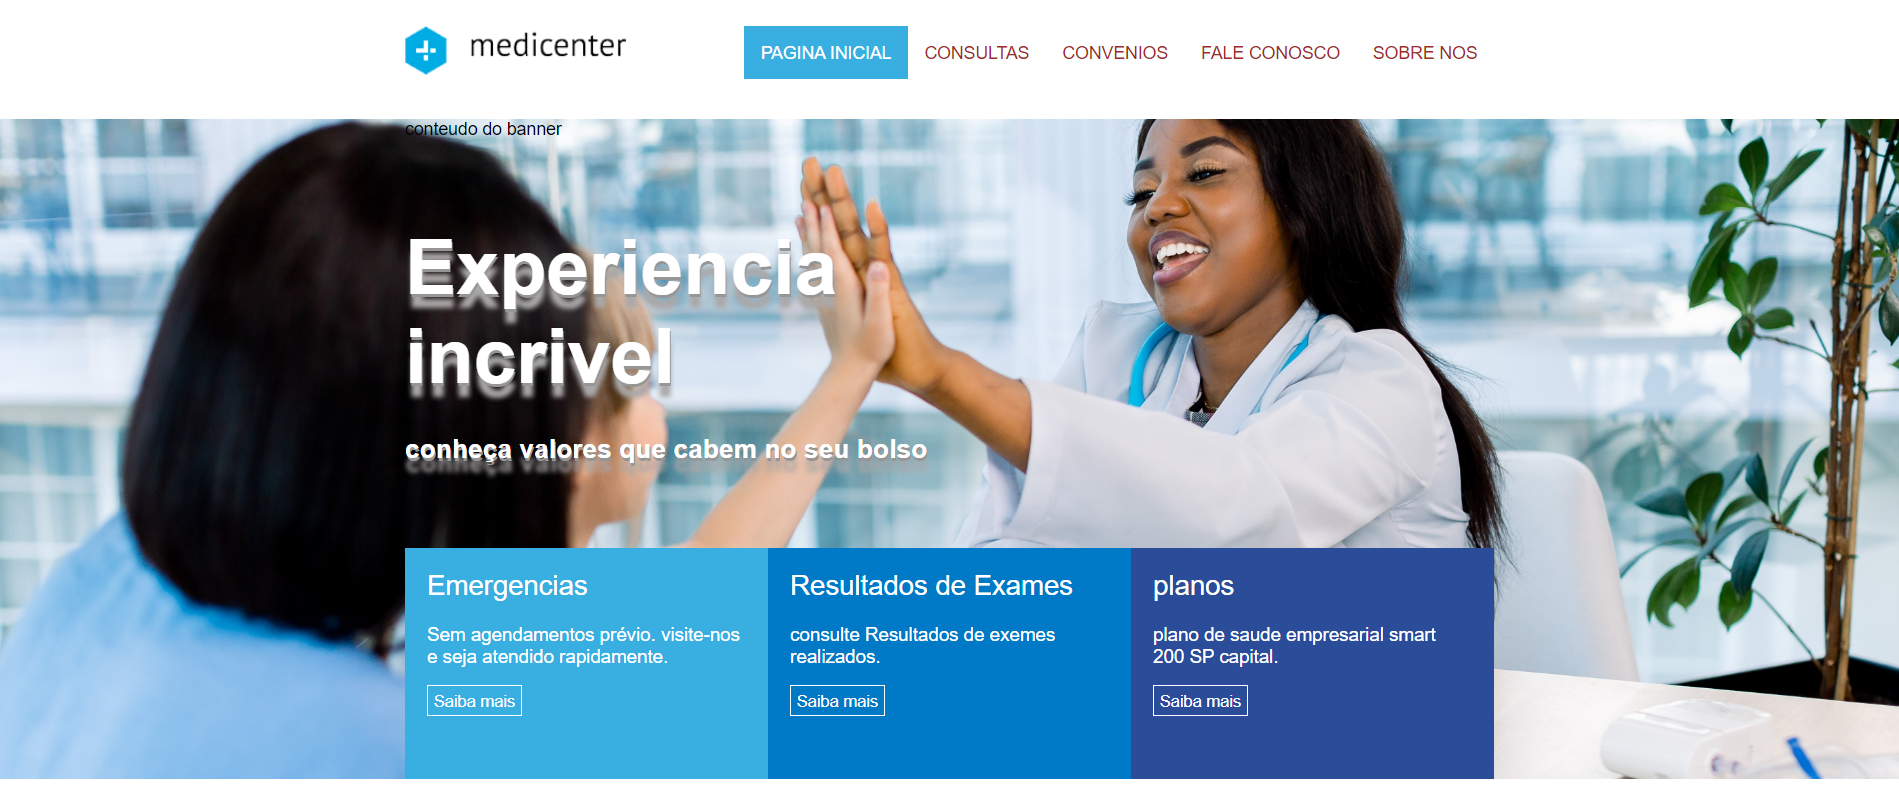 medicenter
PAGINA INICIAL CONSULTAS CONVENIOS FALE CONOSCO SOBRE NOS
conteudo do banner
Experiencia
incrivel
conheça valores que cabem no seu bolso
Emergencias
Sem agendamentos prévio. visite-nos
e seja atendido rapidamente.
Saiba mais
Resultados de Exames
consulte Resultados de exemes
realizados.
Saiba mais
planos
plano de saude empresarial smart
200 SP capital.
Saiba mais